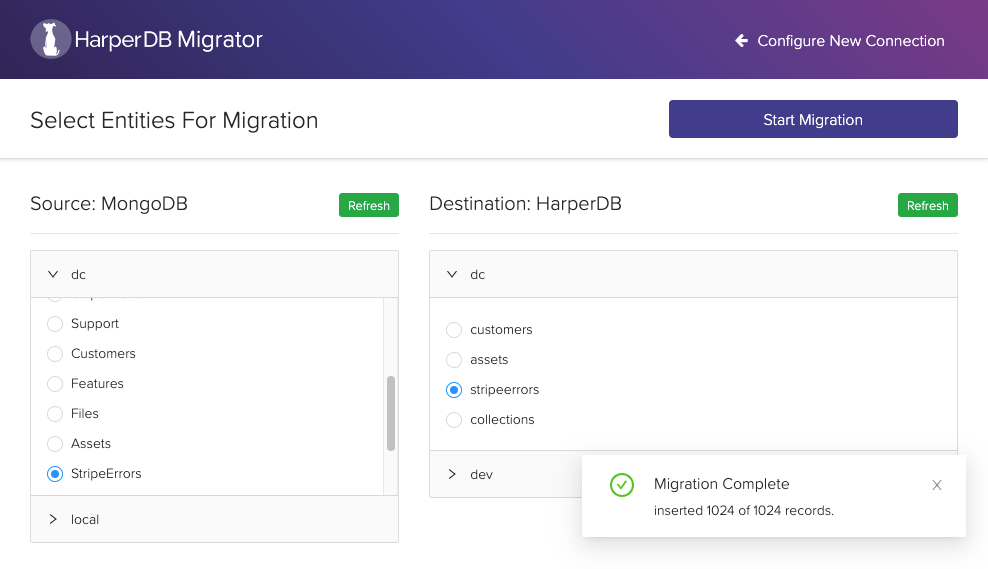 HarperDB Migrator
Configure New Connection
Select Entities For Migration
Start Migration
Source: MongoDB
Refresh
dc
Support
Customers
Features
Files
Assets
StripeErrors
local
Destination: HarperDB
Refresh
dc
customers
assets
stripeerrors
collections
dev
Migration Complete
inserted 1024 of 1024 records.